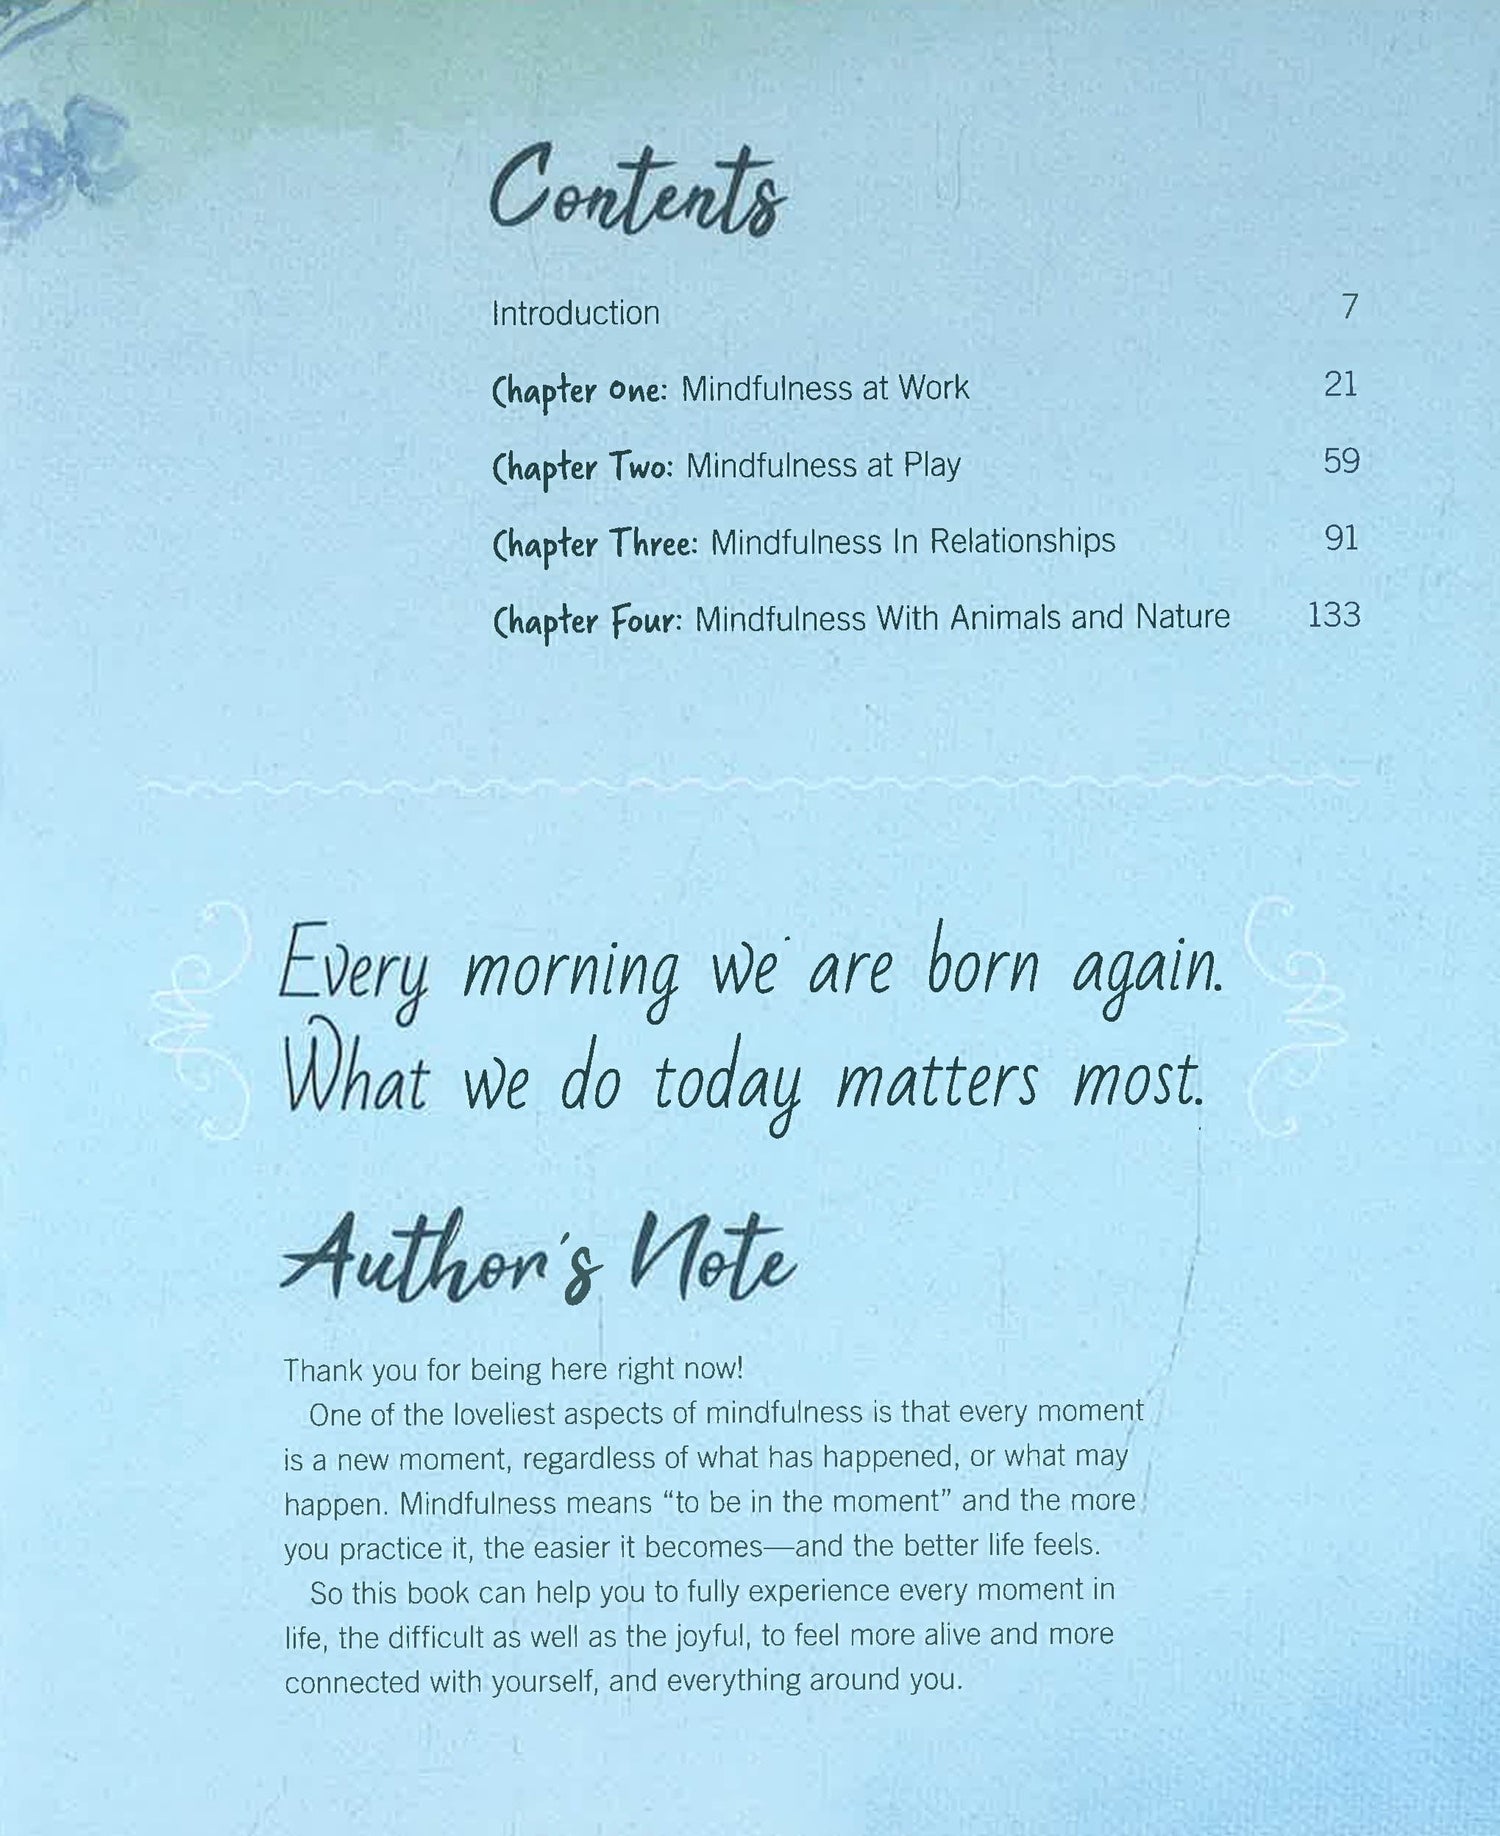 Contents
Introduction 7
Chapter One: Mindfulness at Work 21
Chapter Two: Mindfulness at Play 59
Chapter Three: Mindfulness In Relationships 91
Chapter Four: Mindfulness With Animals and Nature 133
Every morning we are born again.
What we do today matters most.
Author's Note
Thank you for being here right now!
One of the loveliest aspects of mindfulness is that every moment
is a new moment, regardless of what has happened, or what may
happen. Mindfulness means “to be in the moment” and the more
you practice it, the easier it becomes—and the better life feels.
So this book can help you to fully experience every moment in
life, the difficult as well as the joyful, to feel more alive and more
connected with yourself, and everything around you.